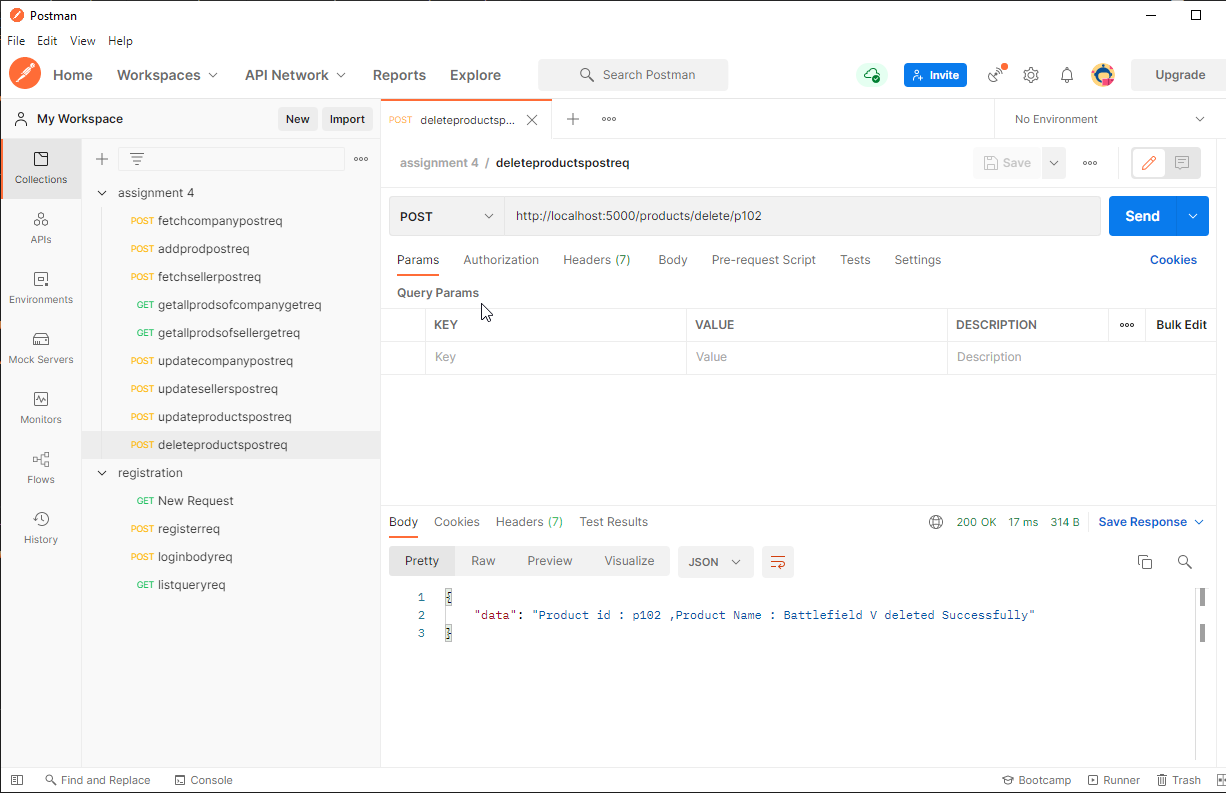 Postman
File Edit View Help
Home Workspaces API Network Reports Explore Search Postman Invite Upgrade
My Workspace New Import
POST deleteproductsp...
No Environment
Collections
APIs
Environments
Mock Servers
Monitors
Flows
History
assignment 4
POST fetchcompanypostreq
POST addprodpostreq
POST fetchsellerpostreq
GET getallprodsofcompanygetreq
GET getallprodsofsellergetreq
POST updatecompanypostreq
POST updatesellerspostreq
POST updateproductspostreq
POST deleteproductspostreq
registration
GET New Request
POST registerreq
POST loginbodyreq
GET listqueryreq
assignment 4 / deleteproductspostreq Save
POST http://localhost:5000/products/delete/p102 Send
Params Authorization Headers (7) Body Pre-request Script Tests Settings Cookies
Query Params
KEY VALUE DESCRIPTION Bulk Edit
Key Value Description
Body Cookies Headers (7) Test Results 200 OK 17 ms 314 B Save Response
Pretty Raw Preview Visualize JSON
1 {
2 "data": "Product id : p102 ,Product Name : Battlefield V deleted Successfully"
3 }
Find and Replace Console Bootcamp Runner Trash